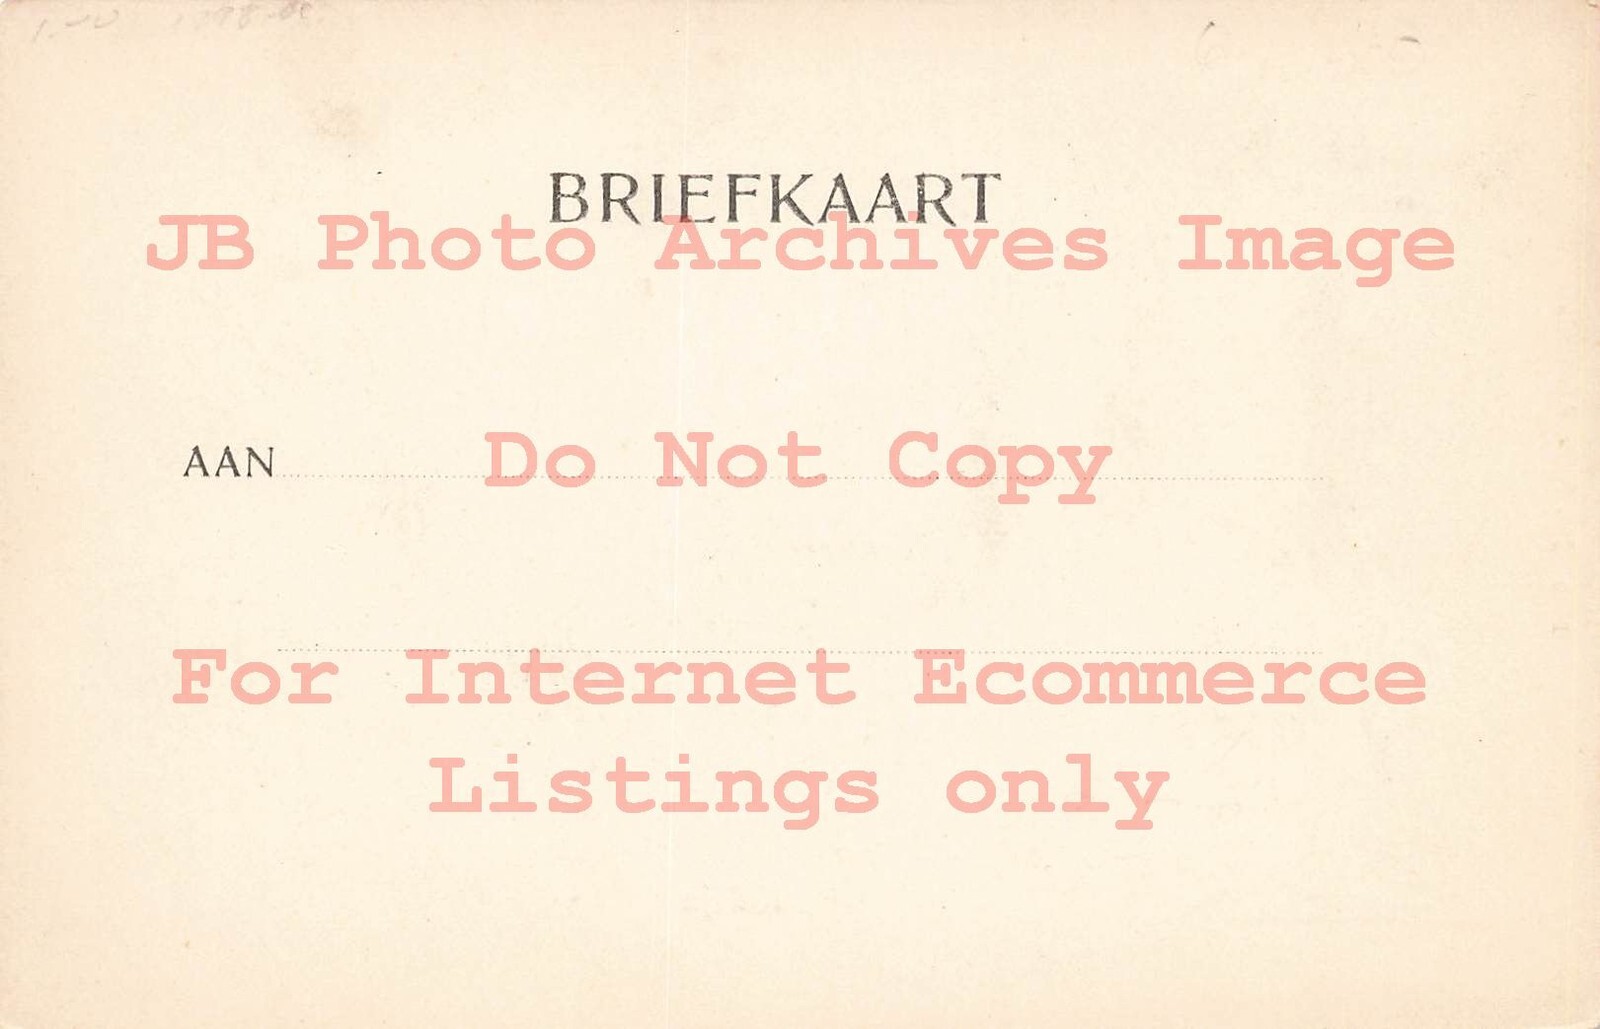 BRIEFKAART
JB Photo Archives Image
AAN
Do Not Copy
For Internet Ecommerce
Listings only